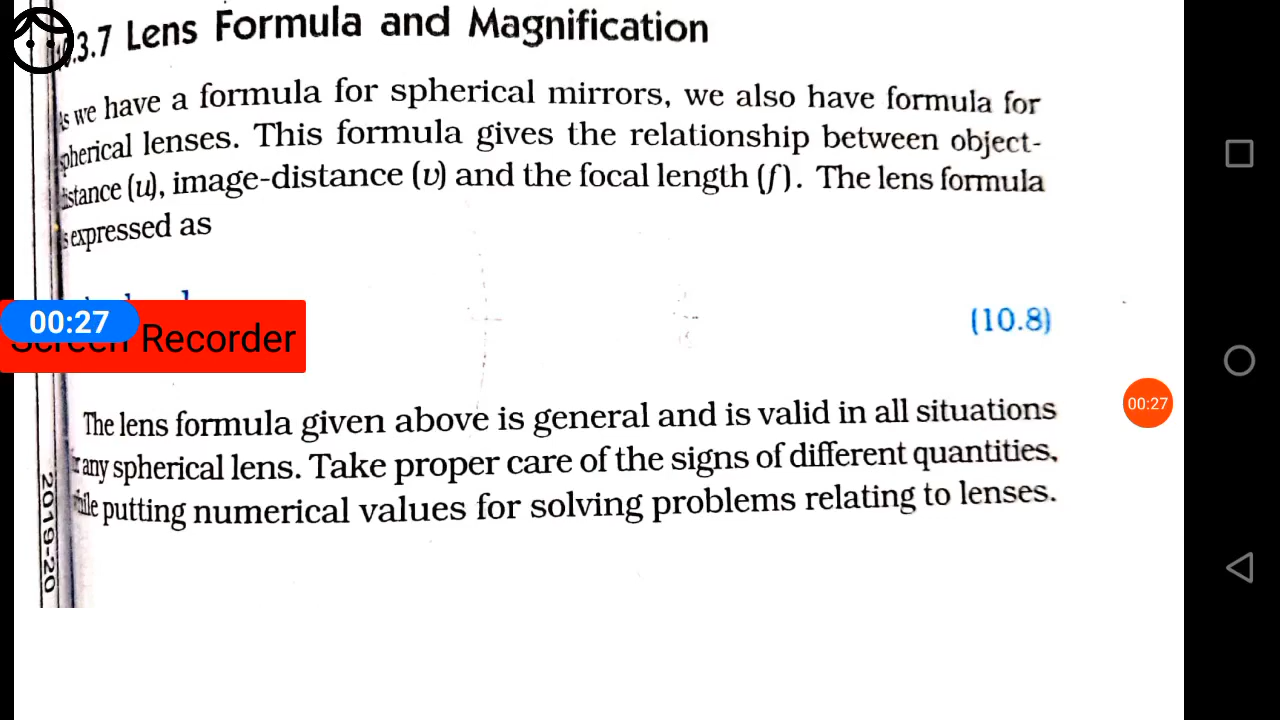 .3.7 Lens Formula and Magnification
As we have a formula for spherical mirrors, we also have formula for
spherical lenses. This formula gives the relationship between object-
distance (u), image-distance (v) and the focal length (f). The lens formula
is expressed as
(10.8)
00:27
Screen Recorder
00:27
The lens formula given above is general and is valid in all situations
any spherical lens. Take proper care of the signs of different quantities,
while putting numerical values for solving problems relating to lenses.
2019-20